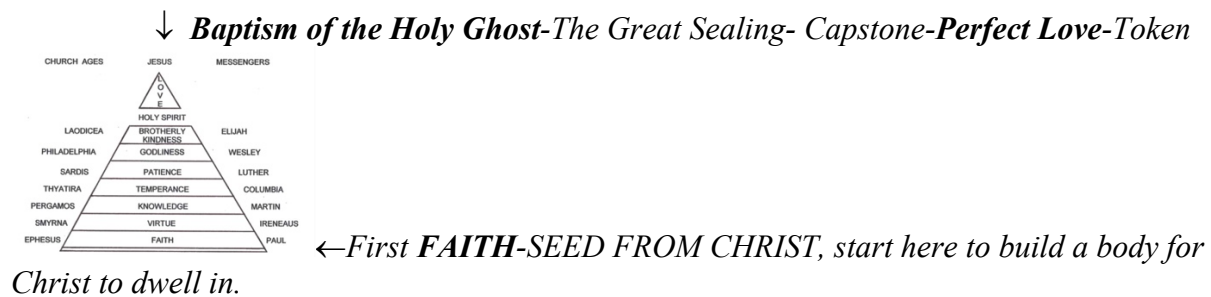 ↓ Baptism of the Holy Ghost-The Great Sealing- Capstone-Perfect Love-Token
CHURCH AGES JESUS MESSENGERS
L
O
V
E
HOLY SPIRIT
LAODICEA BROTHERLY KINDNESS ELIJAH
PHILADELPHIA GODLINESS WESLEY
SARDIS PATIENCE LUTHER
THYATIRA TEMPERANCE COLUMBIA
PERGAMOS KNOWLEDGE MARTIN
SMYRNA VIRTUE IRENEAUS
EPHESUS FAITH PAUL
←First FAITH-SEED FROM CHRIST, start here to build a body for
Christ to dwell in.